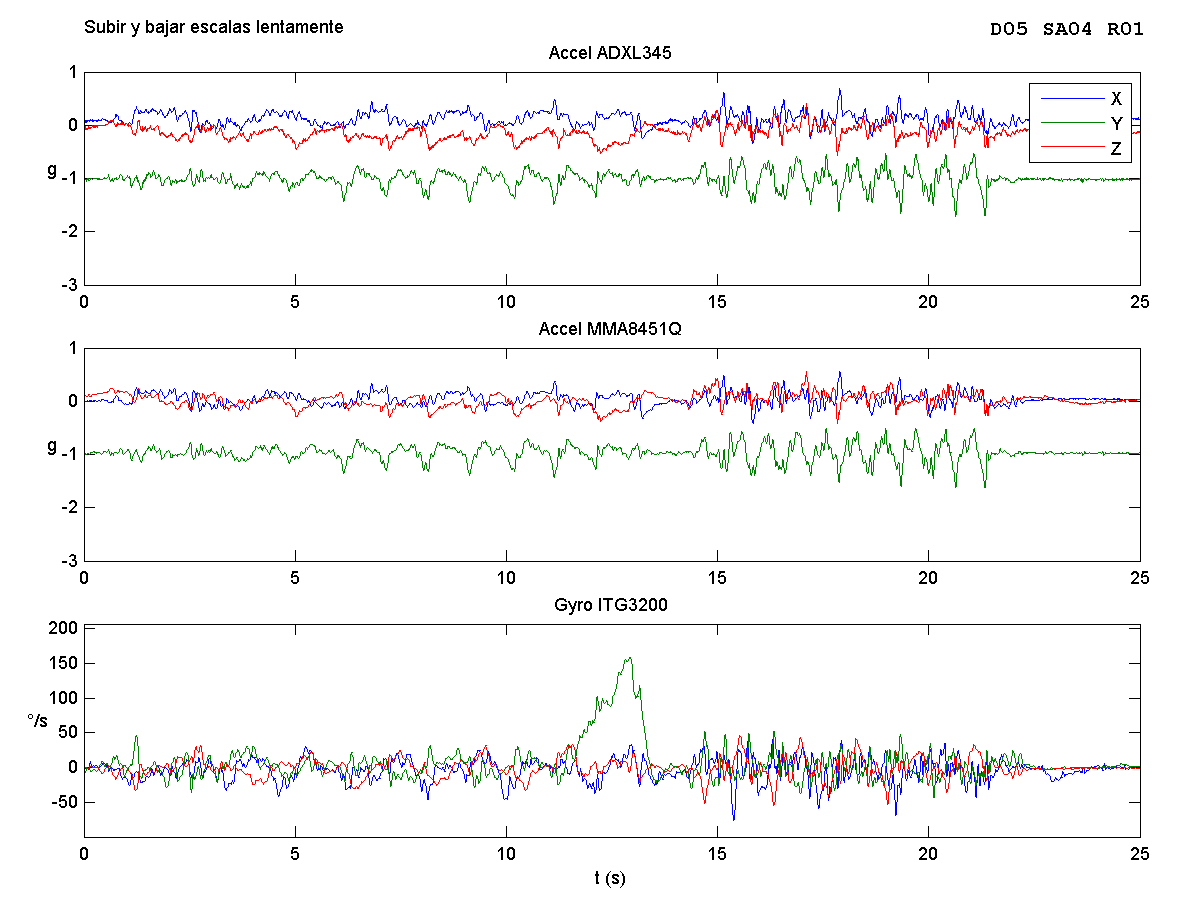 Subir y bajar escalas lentamente
D05 SA04 R01
Accel ADXL345
1
0
g -1
-2
-3
X
Y
Z
0 5 10 15 20 25
Accel MMA8451Q
1
0
g -1
-2
-3
0 5 10 15 20 25
Gyro ITG3200
200
150
100
°/s 50
0
-50
0 5 10 15 20 25
t (s)